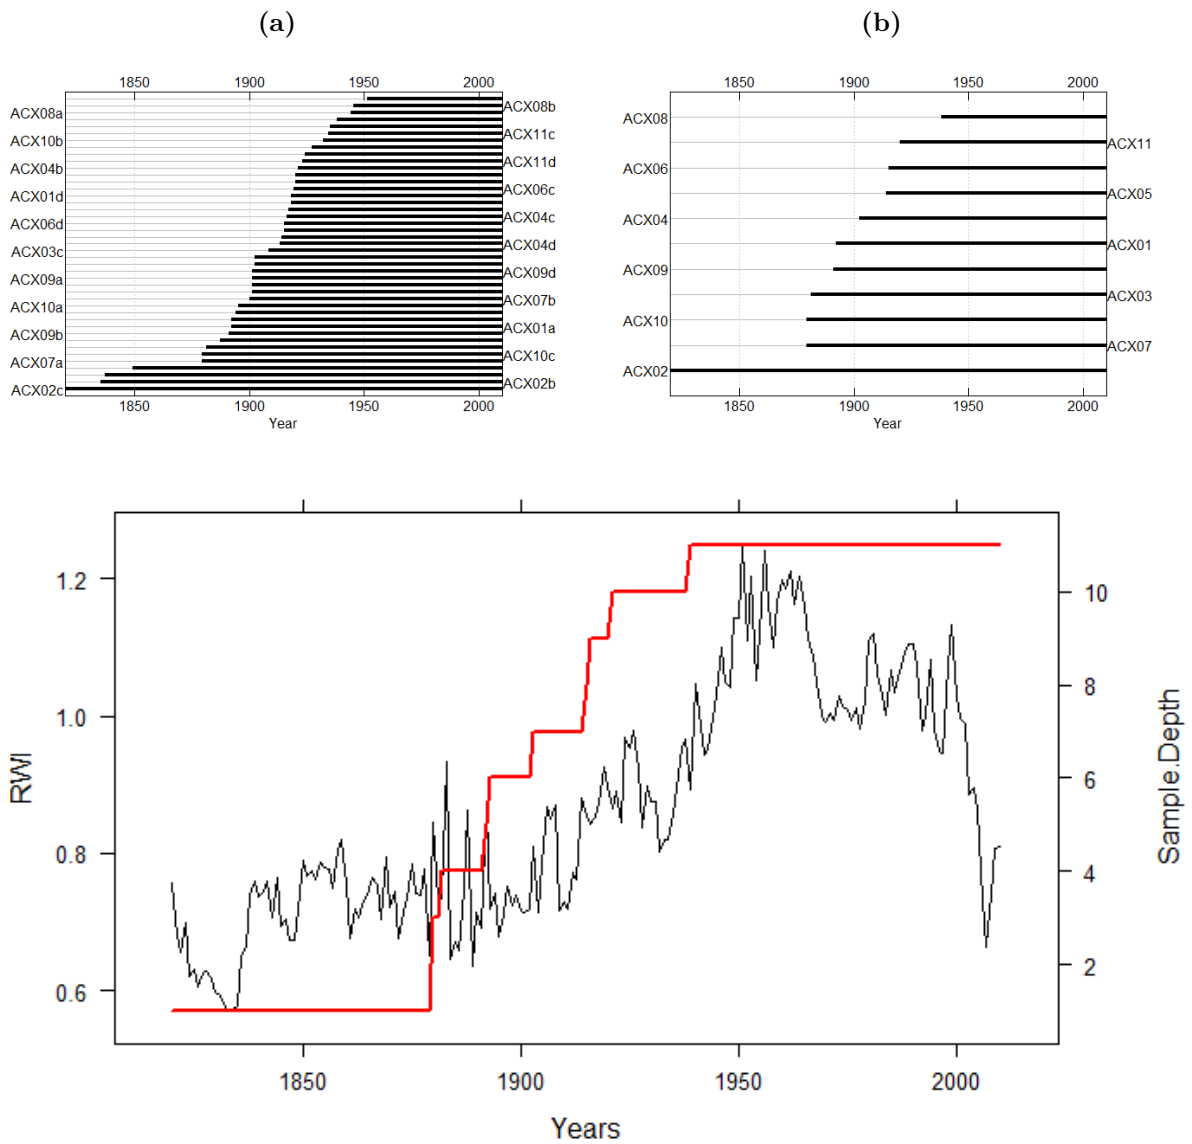 (a)
(b)
1850 1900 1950 2000
1850 1900 1950 2000
ACX08a
ACX10b
ACX04b
ACX01d
ACX06d
ACX03c
ACX09a
ACX10a
ACX09b
ACX07a
ACX02c
ACX08b
ACX11c
ACX11d
ACX06c
ACX04c
ACX04d
ACX09d
ACX07b
ACX01a
ACX10c
ACX02b
1850 1900 1950 2000
Year
ACX08
ACX06
ACX04
ACX09
ACX10
ACX02
ACX11
ACX05
ACX01
ACX03
ACX07
1850 1900 1950 2000
Year
RWI
1.2
1.0
0.8
0.6
10
8
6
4
2
Sample.Depth
1850 1900 1950 2000
Years